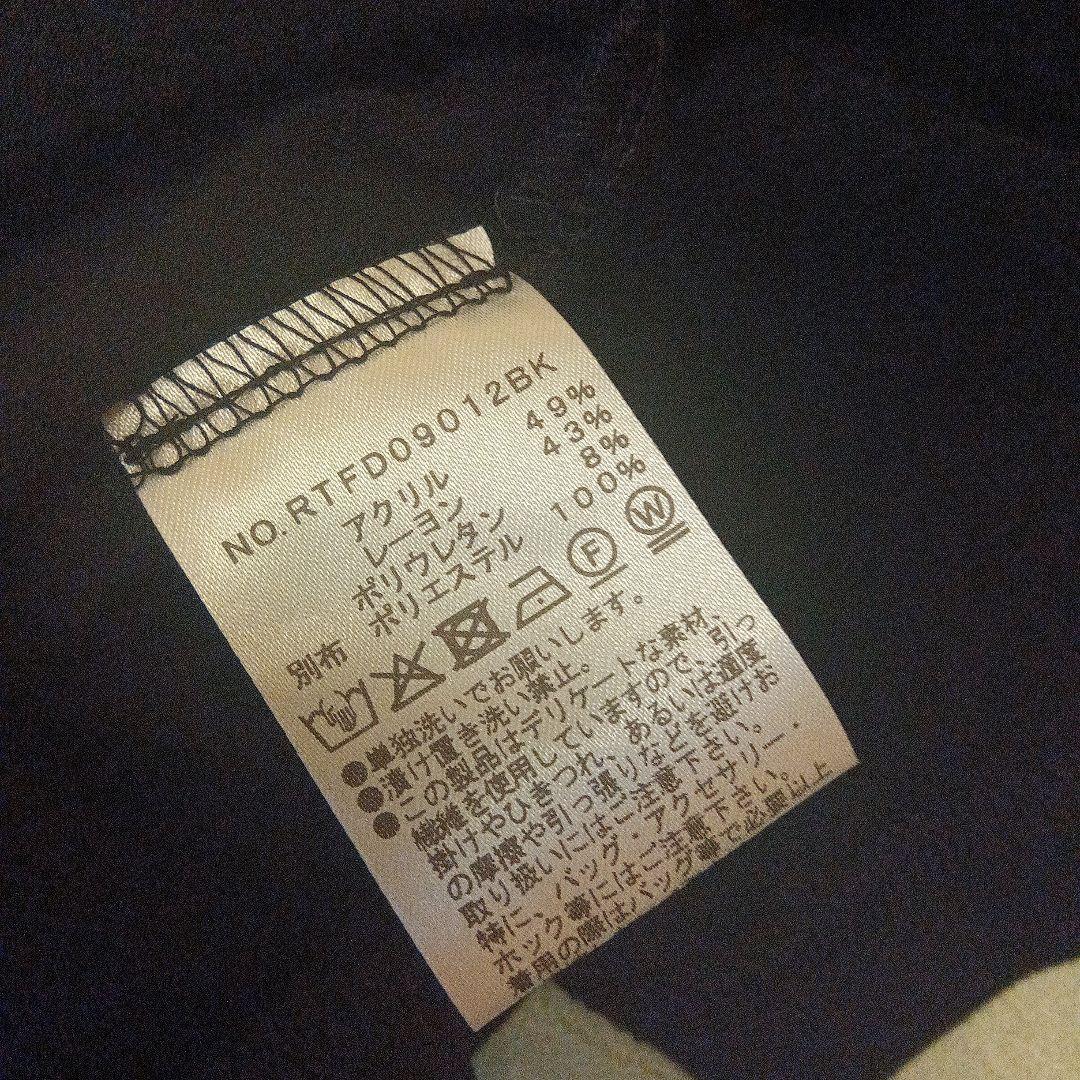 NO.RTFD09012BK
アクリル 49%
レーヨン 43%
ポリウレタン 8%
別布 ポリエステル 100%
F W
●単独洗いでお願いします。
●漬け置き洗い禁止。
●この製品はデリケートな素材、
繊維を使用していますので、引っ
掛けやひきつれ、あるいは過度
の摩擦や引っ張りなどを避けお
取り扱いにはご注意下さい。
特に、バッグ・アクセサリー・
ホック等にはご注意下さい。
着用の際はバッグ等で必要以上